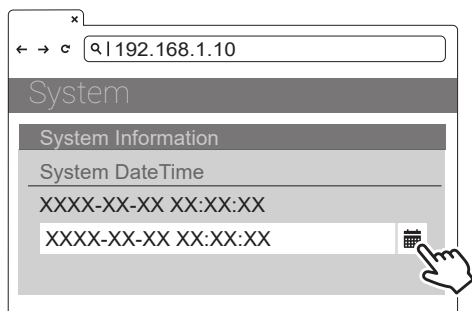 192.168.1.10
System
System Information
System DateTime
XXXX-XX-XX XX:XX:XX
XXXX-XX-XX XX:XX:XX